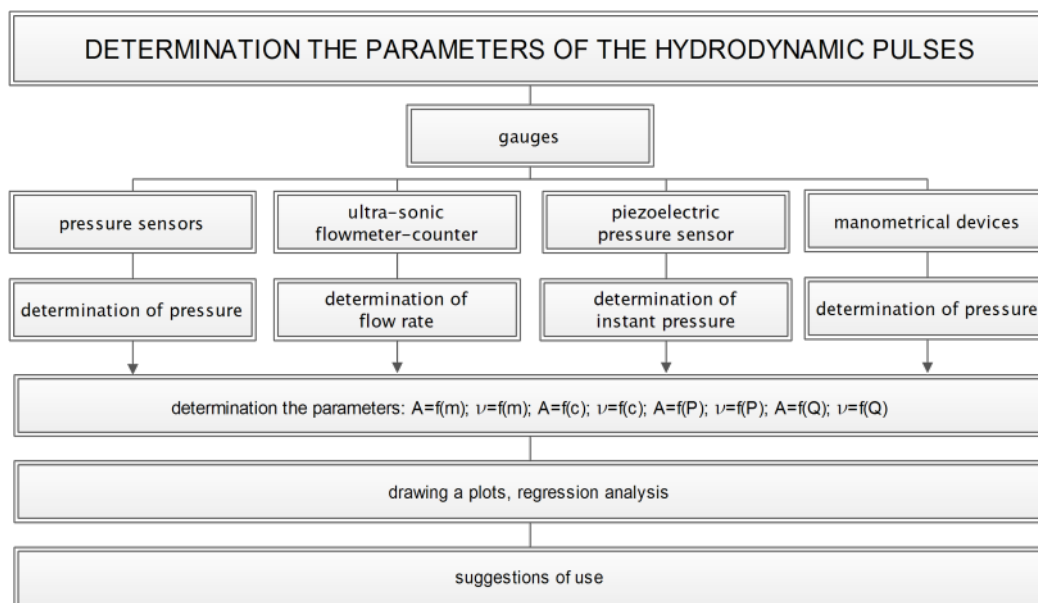 DETERMINATION THE PARAMETERS OF THE HYDRODYNAMIC PULSES
gauges
pressure sensors
ultra-sonic
flowmeter-counter
piezoelectric
pressure sensor
manometrical devices
determination of pressure
determination of
flow rate
determination of
instant pressure
determination of pressure
determination the parameters: A=f(m); ν=f(m); A=f(c); ν=f(c); A=f(P); ν=f(P); A=f(Q); ν=f(Q)
drawing a plots, regression analysis
suggestions of use